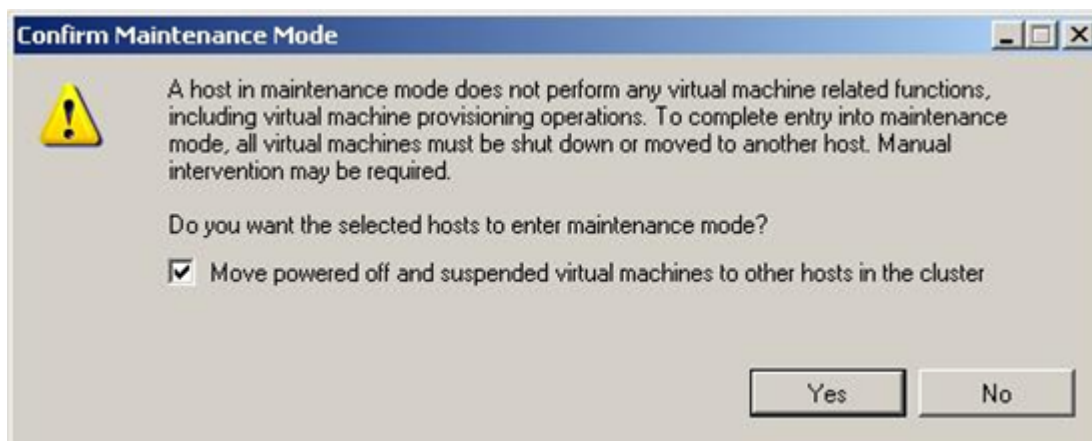 Confirm Maintenance Mode
A host in maintenance mode does not perform any virtual machine related functions,
including virtual machine provisioning operations. To complete entry into maintenance
mode, all virtual machines must be shut down or moved to another host. Manual
intervention may be required.
Do you want the selected hosts to enter maintenance mode?
Move powered off and suspended virtual machines to other hosts in the cluster
Yes No